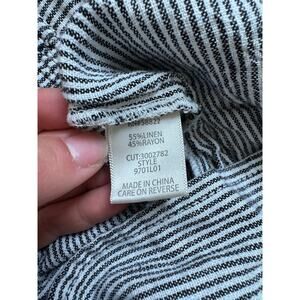 55%LINEN
45%RAYON
CUT:3002782
STYLE
9701L01
MADE IN CHINA
CARE ON REVERSE